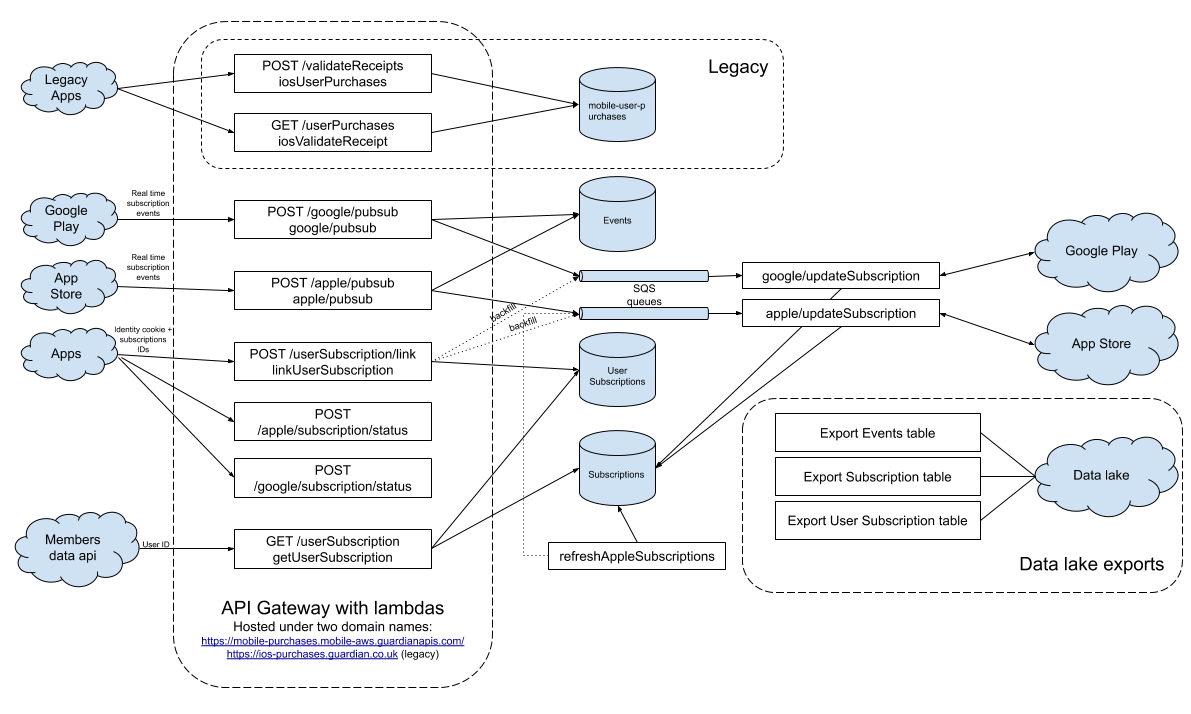 Legacy
Legacy
Apps
POST /validateReceipts
iosUserPurchases
GET /userPurchases
iosValidateReceipt
mobile-user-p
urchases
Google
Play
Real time
subscription
events
POST /google/pubsub
google/pubsub
Events
App
Store
Real time
subscription
events
POST /apple/pubsub
apple/pubsub
SQS
queues
google/updateSubscription
apple/updateSubscription
Google Play
App Store
Apps
Identity cookie +
subscriptions
IDs
POST /userSubscription/link
linkUserSubscription
backfill
backfill
User
Subscriptions
POST
/apple/subscription/status
POST
/google/subscription/status
Subscriptions
Members
data api
User ID
GET /userSubscription
getUserSubscription
refreshAppleSubscriptions
Export Events table
Export Subscription table
Export User Subscription table
Data lake
Data lake exports
API Gateway with lambdas
Hosted under two domain names:
https://mobile-purchases.mobile-aws.guardianapis.com/
https://ios-purchases.guardian.co.uk (legacy)